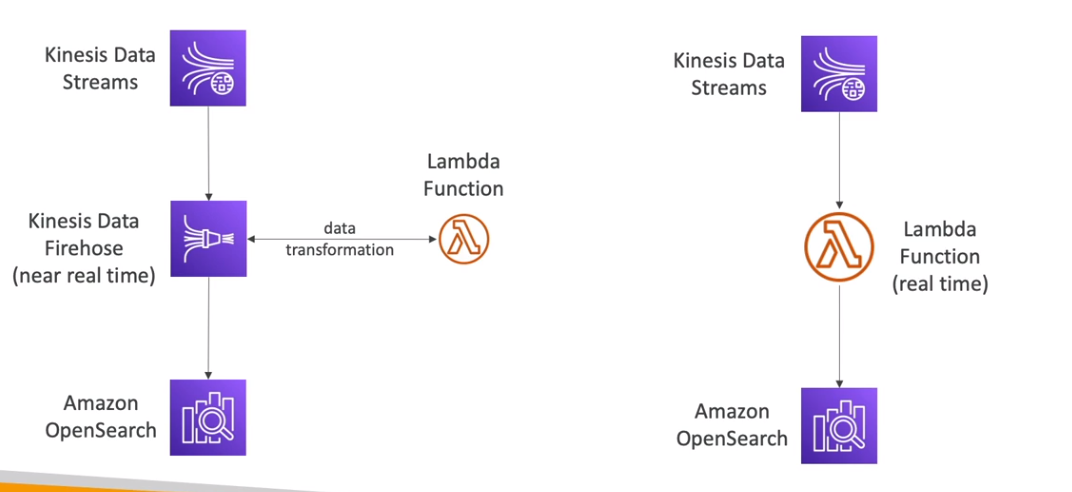 Kinesis Data
Streams
Kinesis Data
Firehose
(near real time)
data
transformation
Lambda
Function
Amazon
OpenSearch
Kinesis Data
Streams
Lambda
Function
(real time)
Amazon
OpenSearch